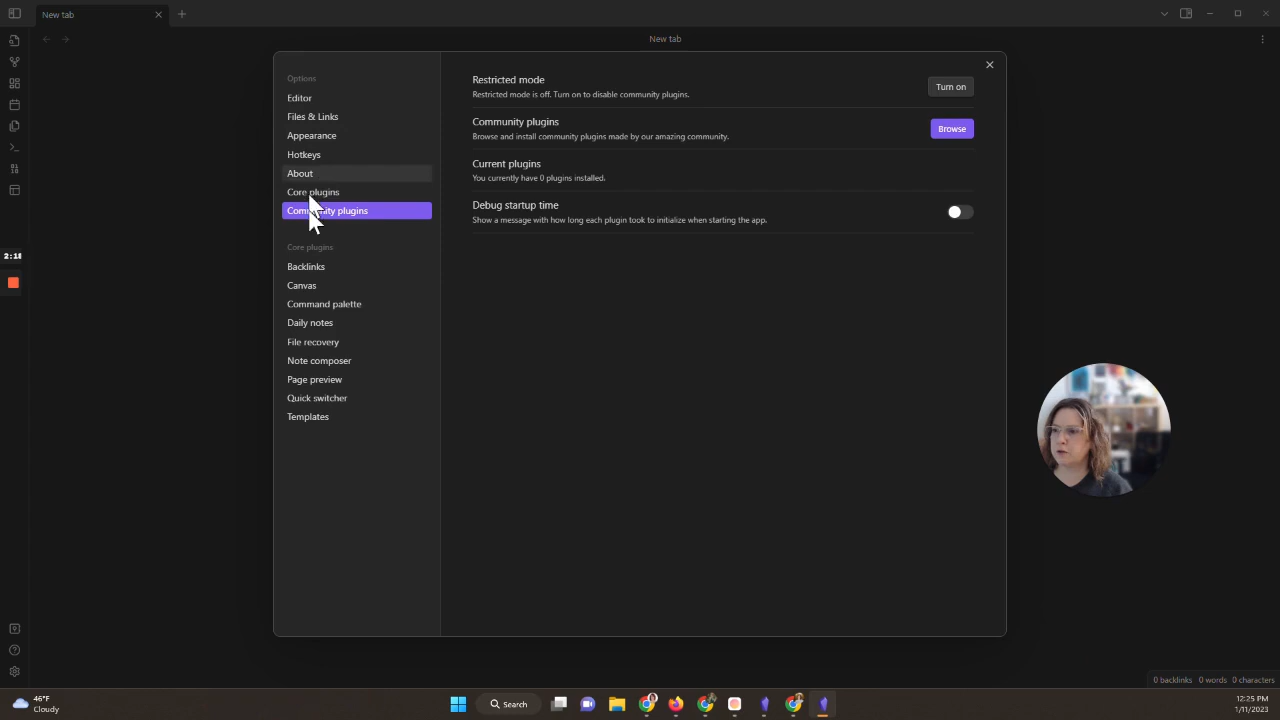 New tab
New tab
Options
Editor
Files & Links
Appearance
Hotkeys
About
Core plugins
Community plugins
Core plugins
Backlinks
Canvas
Command palette
Daily notes
File recovery
Note composer
Page preview
Quick switcher
Templates
Restricted mode
Restricted mode is off. Turn on to disable community plugins.
Turn on
Community plugins
Browse and install community plugins made by our amazing community.
Browse
Current plugins
You currently have 0 plugins installed.
Debug startup time
Show a message with how long each plugin took to initialize when starting the app.
0 backlinks 0 words 0 characters
46°F
Cloudy
Search
12:25 PM
1/11/2023